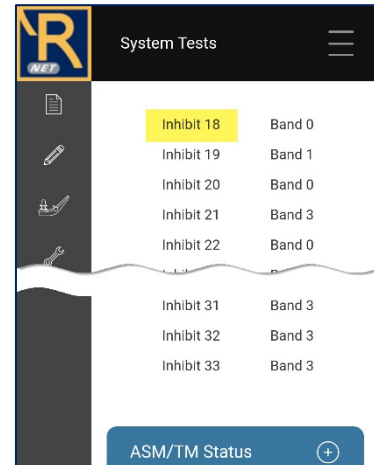 R
NET
System Tests
Inhibit 18 Band 0
Inhibit 19 Band 1
Inhibit 20 Band 0
Inhibit 21 Band 3
Inhibit 22 Band 0
Inhibit 31 Band 3
Inhibit 32 Band 3
Inhibit 33 Band 3
ASM/TM Status